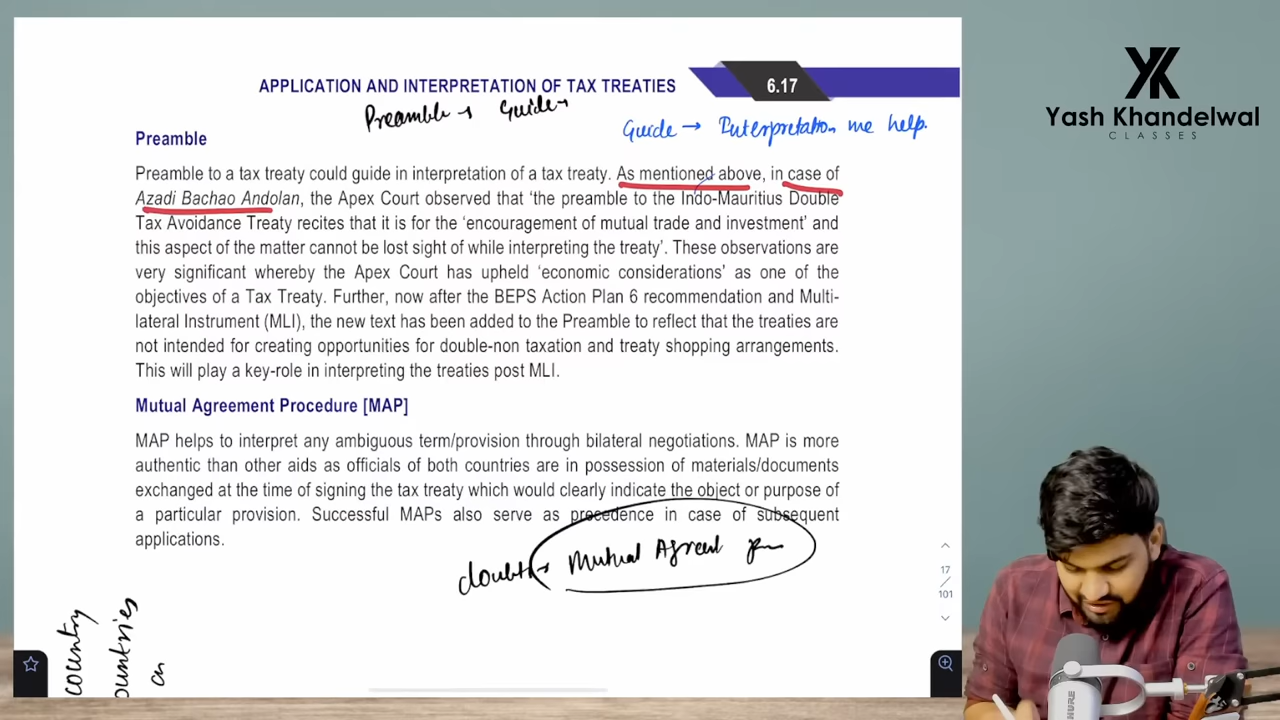 APPLICATION AND INTERPRETATION OF TAX TREATIES
6.17
Yash Khandelwal
CLASSES
Preamble → Guide →
Guide → Interpretation me help.
Preamble
Preamble to a tax treaty could guide in interpretation of a tax treaty. As mentioned above, in case of
Azadi Bachao Andolan, the Apex Court observed that ‘the preamble to the Indo-Mauritius Double
Tax Avoidance Treaty recites that it is for the ‘encouragement of mutual trade and investment’ and
this aspect of the matter cannot be lost sight of while interpreting the treaty’. These observations are
very significant whereby the Apex Court has upheld ‘economic considerations’ as one of the
objectives of a Tax Treaty. Further, now after the BEPS Action Plan 6 recommendation and Multi-
lateral Instrument (MLI), the new text has been added to the Preamble to reflect that the treaties are
not intended for creating opportunities for double-non taxation and treaty shopping arrangements.
This will play a key-role in interpreting the treaties post MLI.
Mutual Agreement Procedure [MAP]
MAP helps to interpret any ambiguous term/provision through bilateral negotiations. MAP is more
authentic than other aids as officials of both countries are in possession of materials/documents
exchanged at the time of signing the tax treaty which would clearly indicate the object or purpose of
a particular provision. Successful MAPs also serve as precedence in case of subsequent
applications.
doubt → Mutual
country
ountries
17
/
101